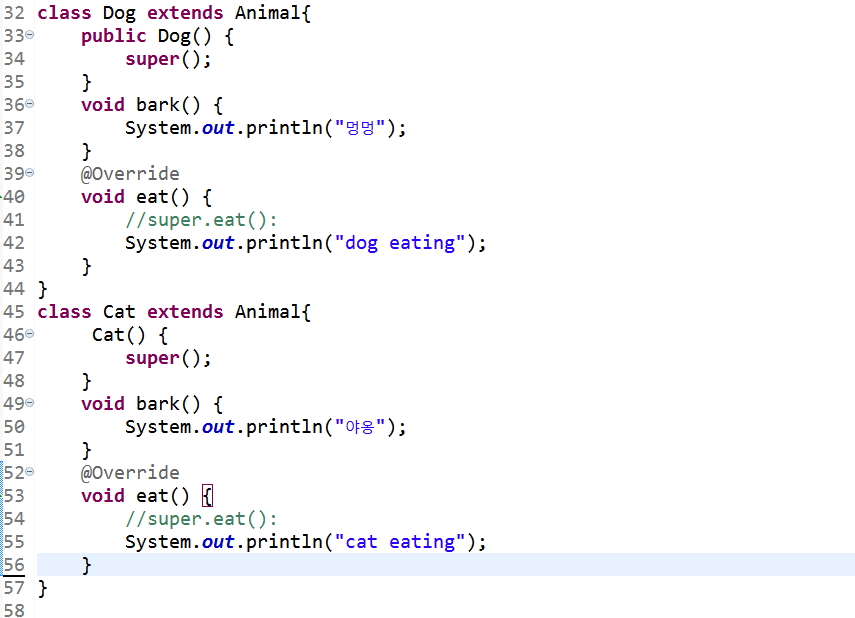 32 class Dog extends Animal{
33 public Dog() {
34 super();
35 }
36 void bark() {
37 System.out.println("멍멍");
38 }
39 @Override
40 void eat() {
41 //super.eat():
42 System.out.println("dog eating");
43 }
44 }
45 class Cat extends Animal{
46 Cat() {
47 super();
48 }
49 void bark() {
50 System.out.println("야옹");
51 }
52 @Override
53 void eat() {
54 //super.eat():
55 System.out.println("cat eating");
56 }
57 }
58